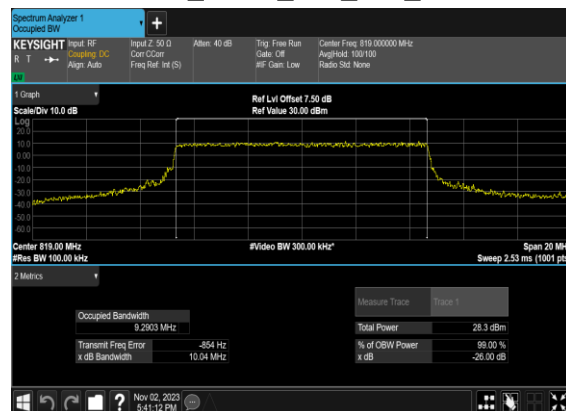 Spectrum Analyzer 1
Occupied BW
+
KEYSIGHT Input: RF Input Z: 50 Ω Atten: 40 dB Trig: Free Run Center Freq: 819.000000 MHz
R T Coupling: DC Corr CCorr Gate: Off Avg|Hold: 100/100
Align: Auto Freq Ref: Int (S) #IF Gain: Low Radio Std: None
1 Graph
Ref Lvl Offset 7.50 dB
Scale/Div 10.0 dB Ref Value 30.00 dBm
Log
20.0
10.0
0.00
-10.0
-20.0
-30.0
-40.0
-50.0
-60.0
Center 819.00 MHz #Video BW 300.00 kHz* Span 20 MH
#Res BW 100.00 kHz Sweep 2.53 ms (1001 pts
2 Metrics
Measure Trace Trace 1
Occupied Bandwidth
9.2903 MHz Total Power 28.3 dBm
Transmit Freq Error -854 Hz % of OBW Power 99.00 %
x dB Bandwidth 10.04 MHz x dB -26.00 dB
? Nov 02, 2023
5:41:12 PM